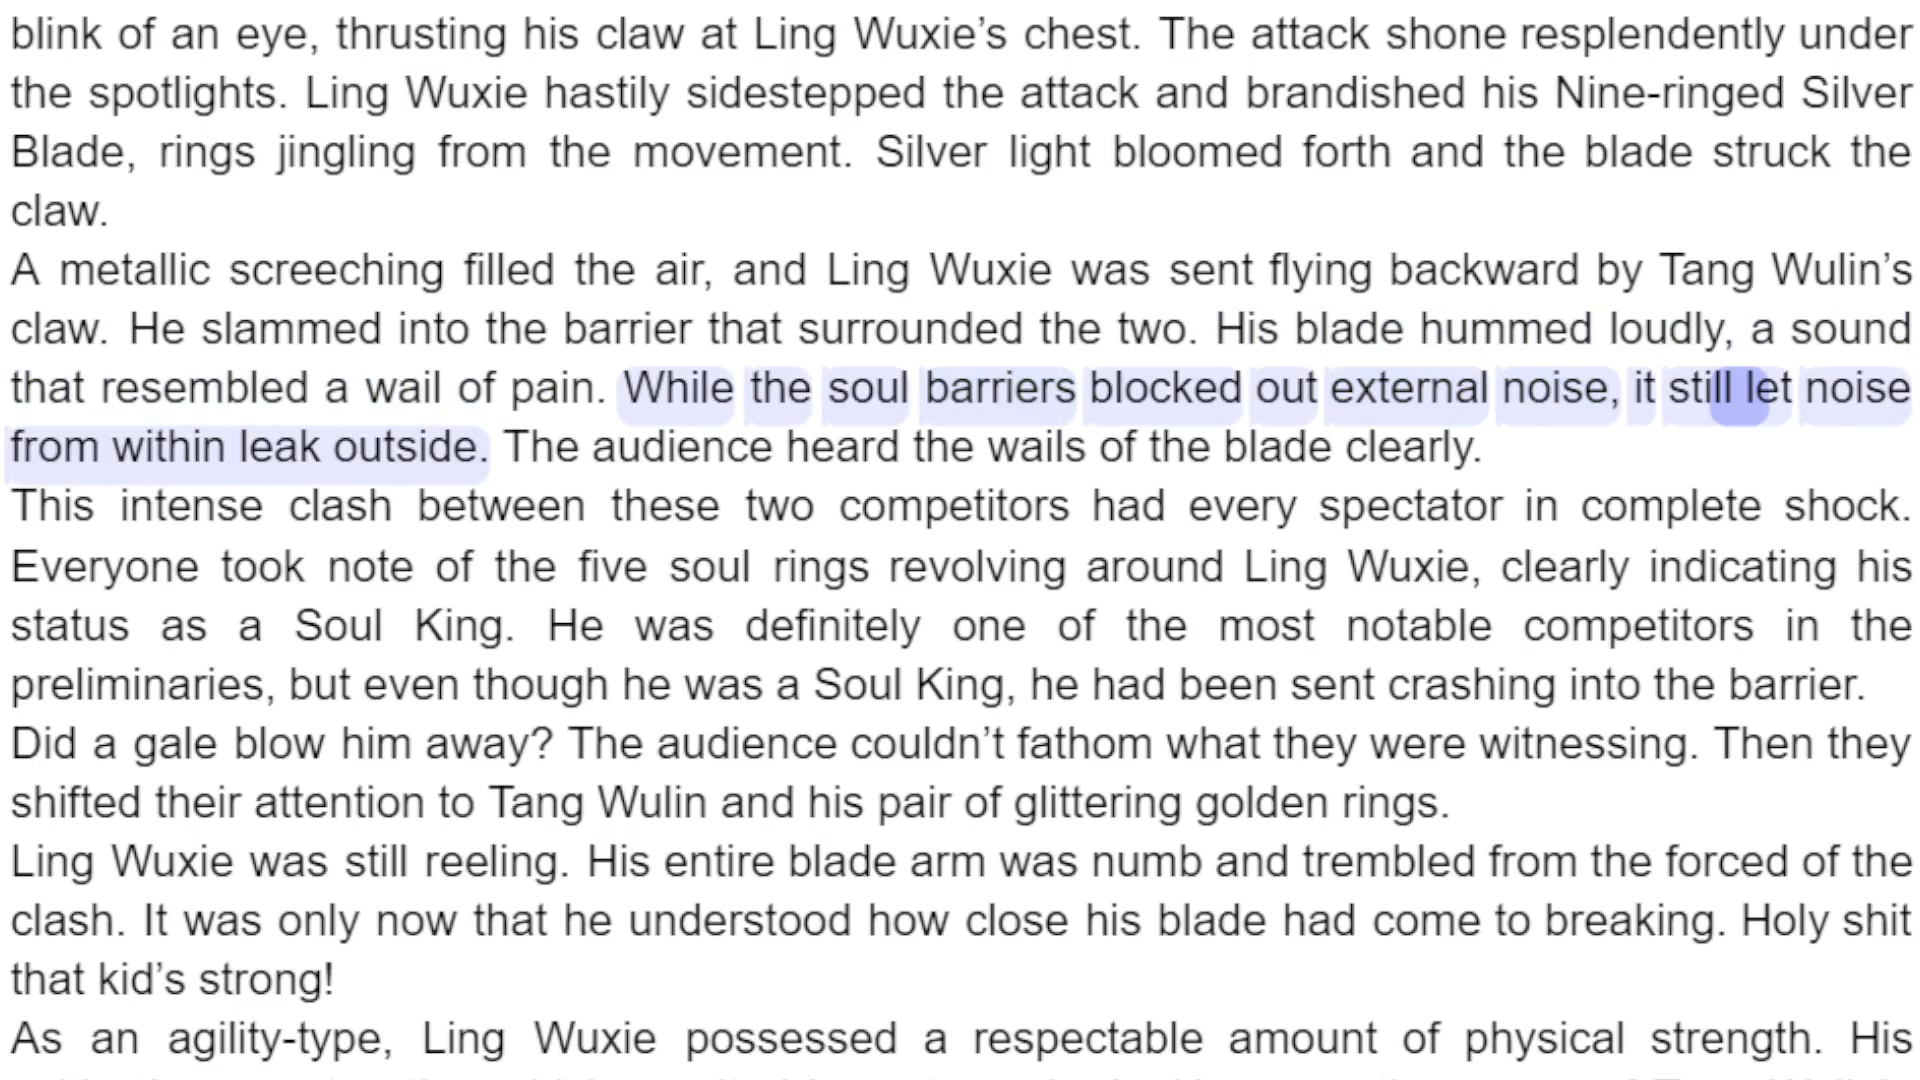 blink of an eye, thrusting his claw at Ling Wuxie’s chest. The attack shone resplendently under
the spotlights. Ling Wuxie hastily sidestepped the attack and brandished his Nine-ringed Silver
Blade, rings jingling from the movement. Silver light bloomed forth and the blade struck the
claw.
A metallic screeching filled the air, and Ling Wuxie was sent flying backward by Tang Wulin’s
claw. He slammed into the barrier that surrounded the two. His blade hummed loudly, a sound
that resembled a wail of pain. While the soul barriers blocked out external noise, it still let noise
from within leak outside. The audience heard the wails of the blade clearly.
This intense clash between these two competitors had every spectator in complete shock.
Everyone took note of the five soul rings revolving around Ling Wuxie, clearly indicating his
status as a Soul King. He was definitely one of the most notable competitors in the
preliminaries, but even though he was a Soul King, he had been sent crashing into the barrier.
Did a gale blow him away? The audience couldn’t fathom what they were witnessing. Then they
shifted their attention to Tang Wulin and his pair of glittering golden rings.
Ling Wuxie was still reeling. His entire blade arm was numb and trembled from the forced of the
clash. It was only now that he understood how close his blade had come to breaking. Holy shit
that kid’s strong!
As an agility-type, Ling Wuxie possessed a respectable amount of physical strength. His